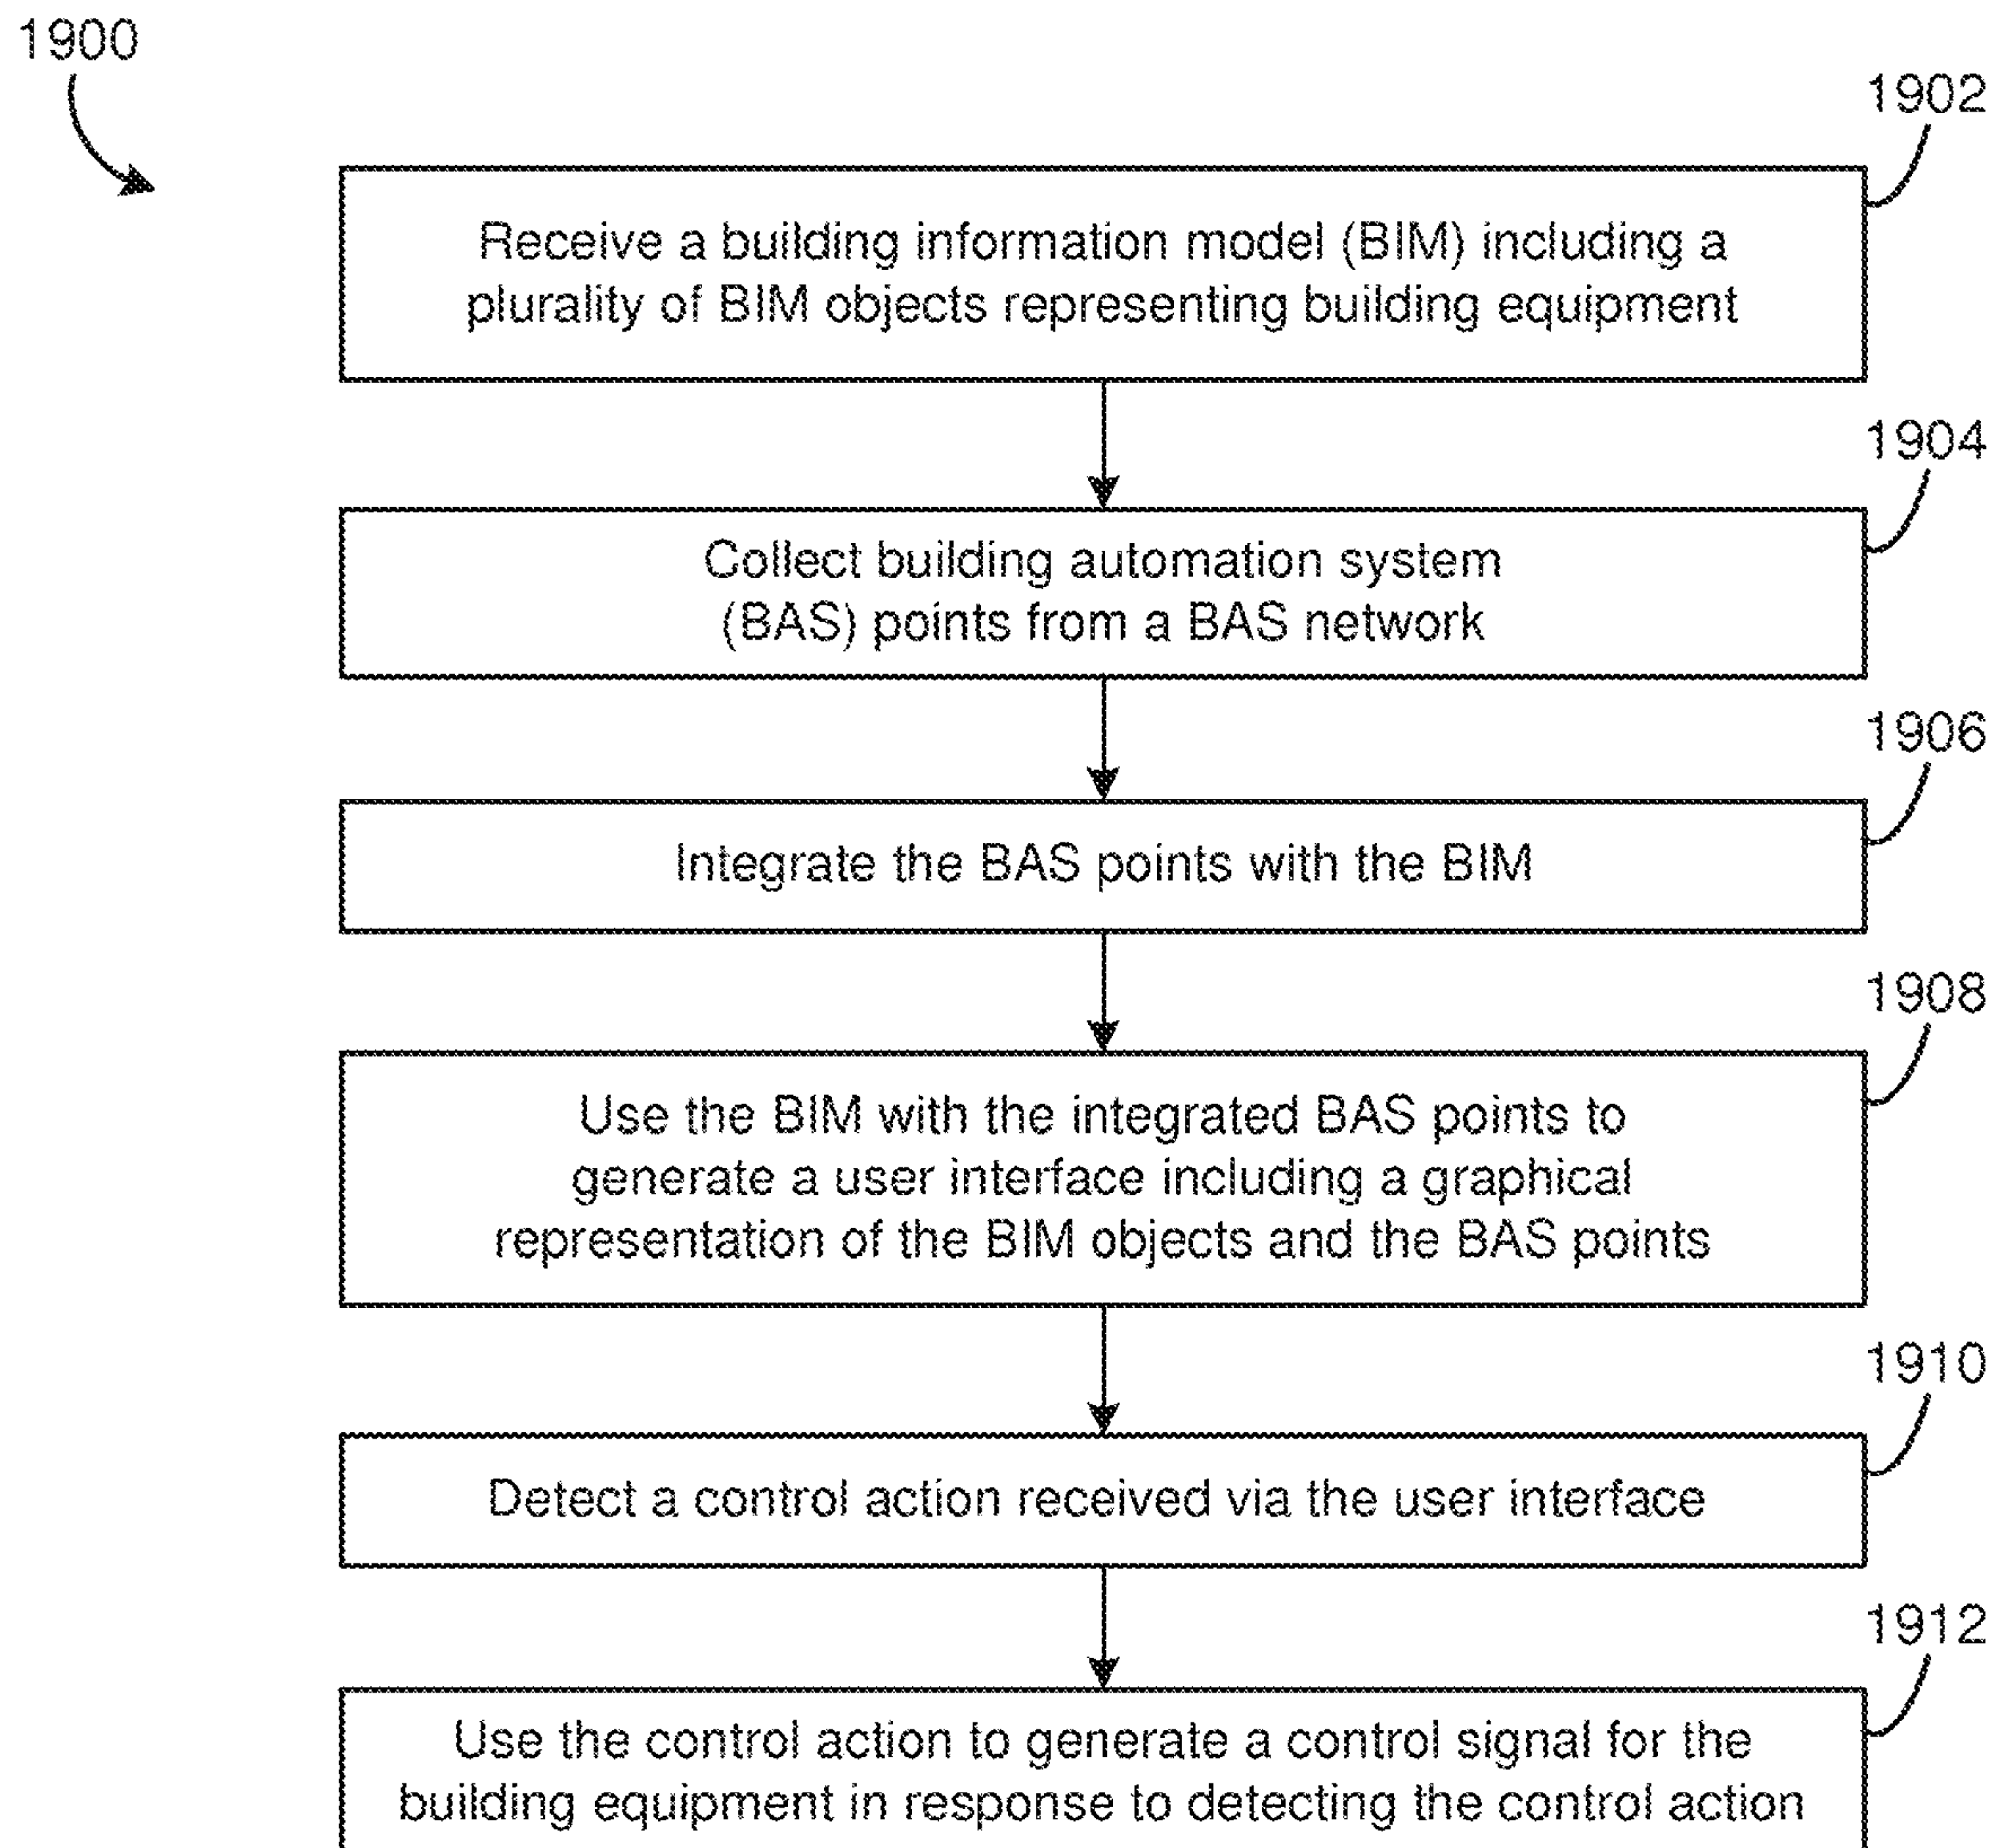 1900
1902
Receive a building information model (BIM) including a
plurality of BIM objects representing building equipment
1904
Collect building automation system
(BAS) points from a BAS network
1906
Integrate the BAS points with the BIM
1908
Use the BIM with the integrated BAS points to
generate a user interface including a graphical
representation of the BIM objects and the BAS points
1910
Detect a control action received via the user interface
1912
Use the control action to generate a control signal for the
building equipment in response to detecting the control action